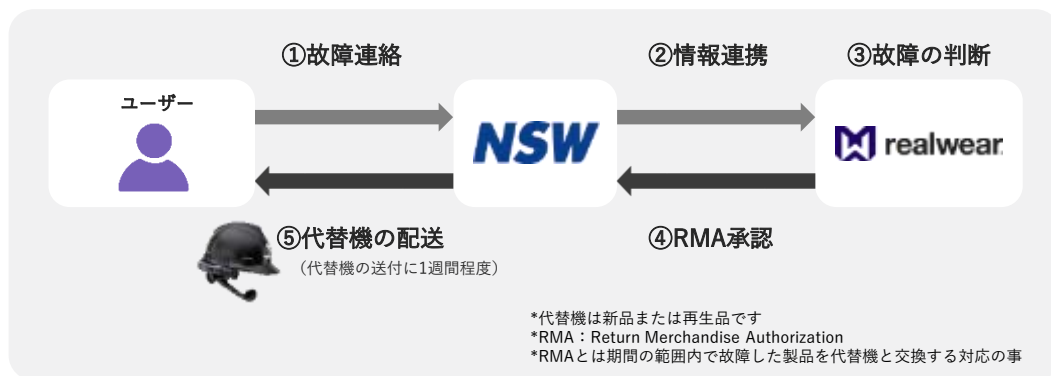 ①故障連絡
②情報連携
③故障の判断
ユーザー
NSW
realwear
⑤代替機の配送
(代替機の送付に1週間程度)
④RMA承認
*代替機は新品または再生品です
*RMA：Return Merchandise Authorization
*RMAとは期間の範囲内で故障した製品を代替機と交換する対応の事